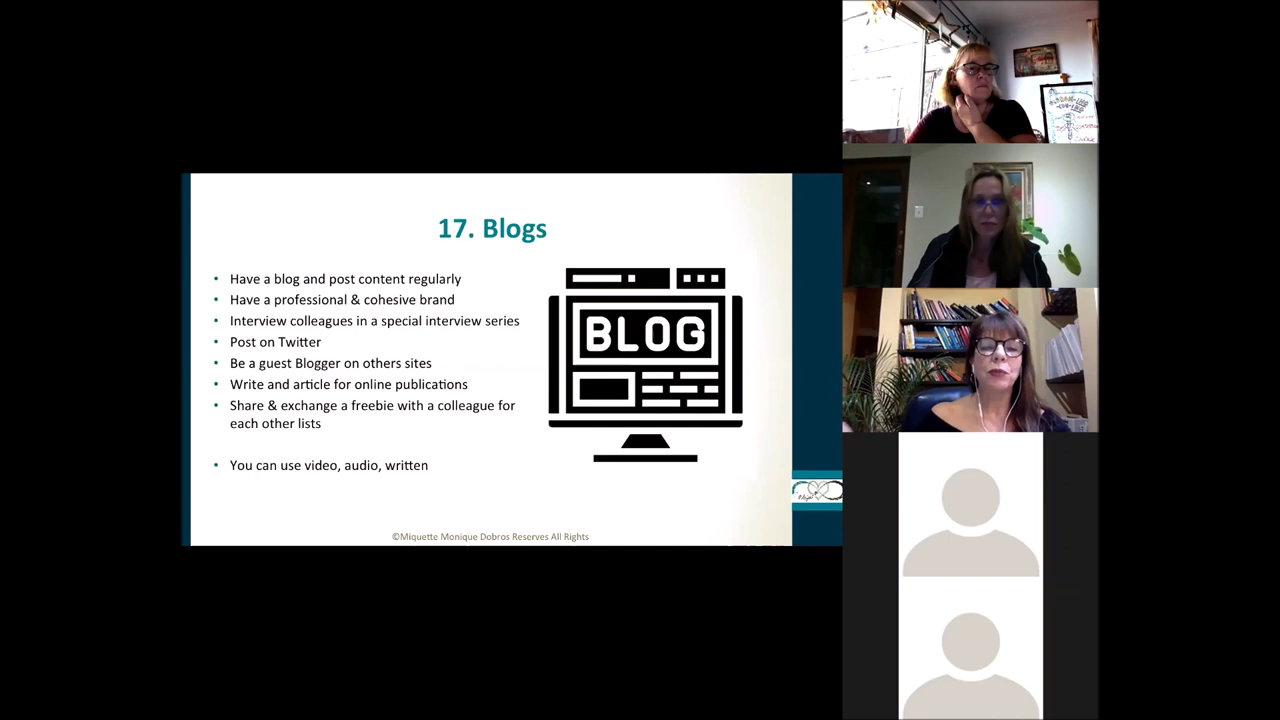 17. Blogs
• Have a blog and post content regularly
• Have a professional & cohesive brand
• Interview colleagues in a special interview series
• Post on Twitter
• Be a guest Blogger on others sites
• Write and article for online publications
• Share & exchange a freebie with a colleague for
each other lists
• You can use video, audio, written
BLOG
©Miquette Monique Dobros Reserves All Rights